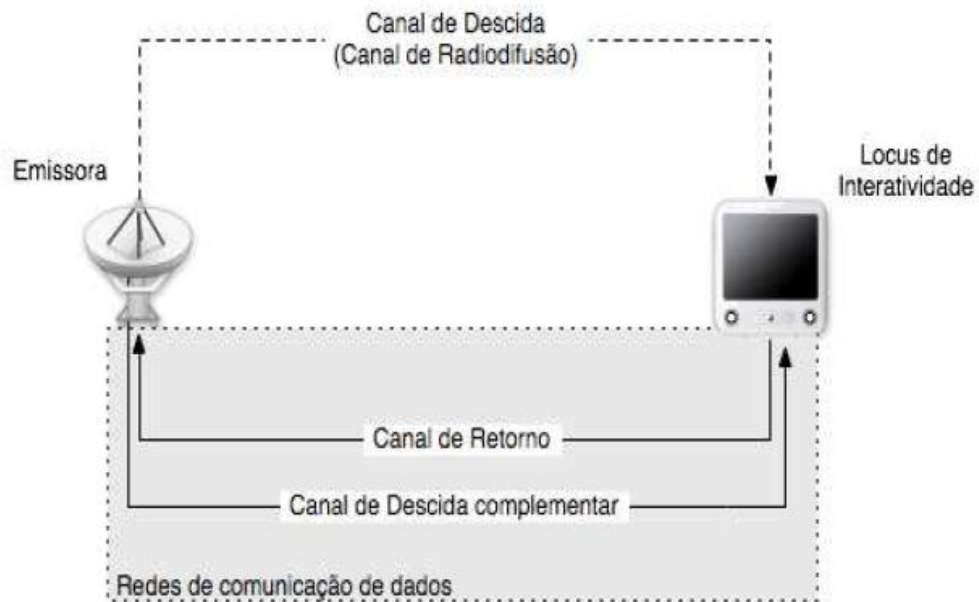 Canal de Descida
(Canal de Radiodifusão)
Emissora
Locus de
Interatividade
Canal de Retorno
Canal de Descida complementar
Redes de comunicação de dados